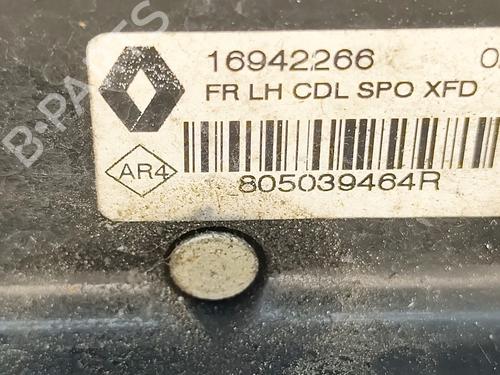 16942266
FR LH CDL SPO XFD
AR4
805039464R
B-PARTS